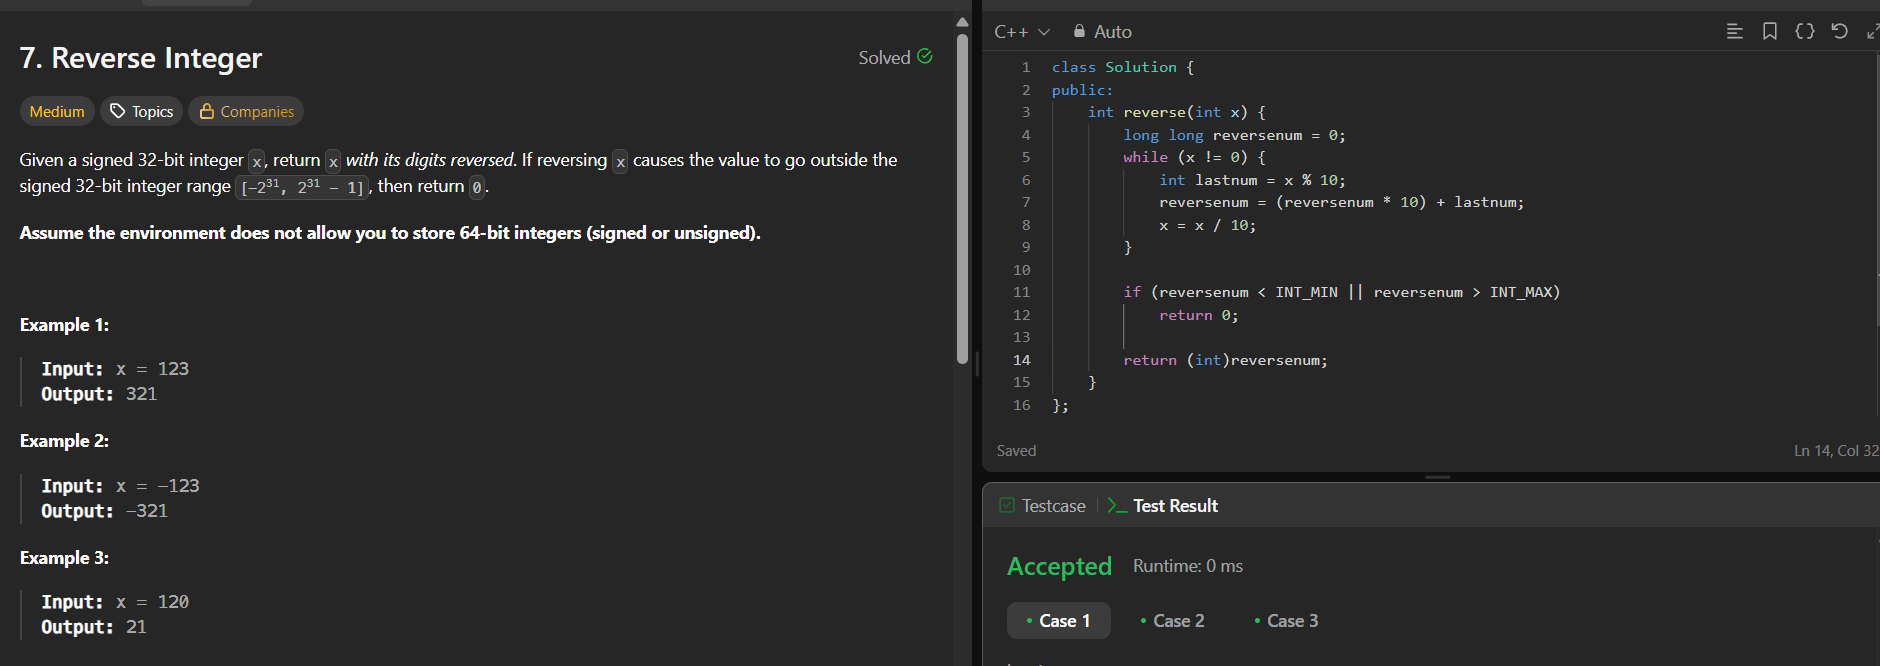 7. Reverse Integer
Solved
Medium Topics Companies
Given a signed 32-bit integer x, return x with its digits reversed. If reversing x causes the value to go outside the
signed 32-bit integer range [−2³¹, 2³¹ − 1], then return 0.
Assume the environment does not allow you to store 64-bit integers (signed or unsigned).
Example 1:
Input: x = 123
Output: 321
Example 2:
Input: x = −123
Output: −321
Example 3:
Input: x = 120
Output: 21
C++ Auto
1 class Solution {
2 public:
3     int reverse(int x) {
4         long long reversenum = 0;
5         while (x != 0) {
6             int lastnum = x % 10;
7             reversenum = (reversenum * 10) + lastnum;
8             x = x / 10;
9         }
10
11         if (reversenum < INT_MIN || reversenum > INT_MAX)
12             return 0;
13
14         return (int)reversenum;
15     }
16 };
Saved
Ln 14, Col 32
Testcase Test Result
Accepted Runtime: 0 ms
• Case 1 • Case 2 • Case 3